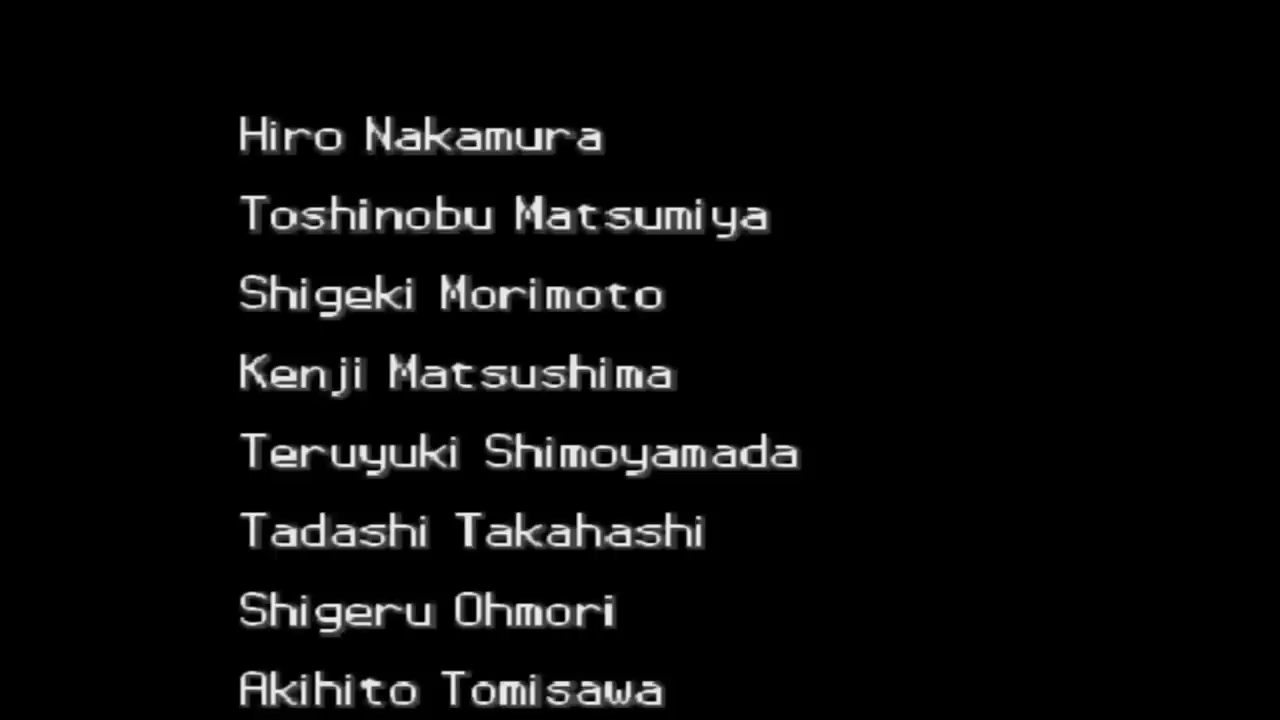 Hiro Nakamura
Toshinobu Matsumiya
Shigeki Morimoto
Kenji Matsushima
Teruyuki Shimoyamada
Tadashi Takahashi
Shigeru Ohmori
Akihito Tomisawa